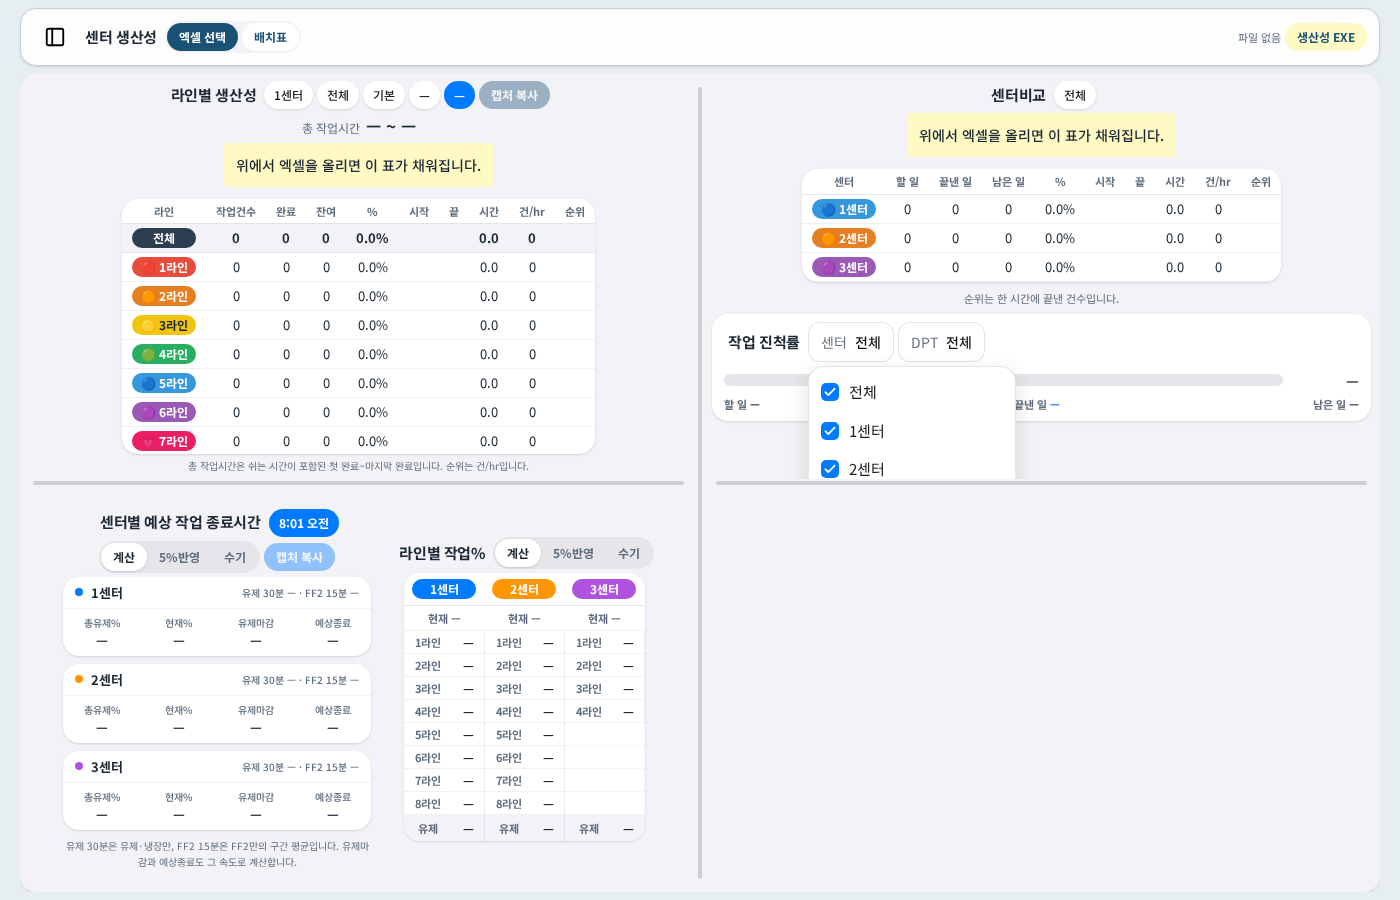 센터 생산성 엑셀 선택 배치표 파일 없음 생산성 EXE
라인별 생산성 1센터 전체 기본 — — 캡처 복사
총 작업시간 — ~ —
위에서 엑셀을 올리면 이 표가 채워집니다.
라인 작업건수 완료 잔여 % 시작 끝 시간 건/hr 순위
전체 0 0 0 0.0% 0.0 0
1라인 0 0 0 0.0% 0.0 0
2라인 0 0 0 0.0% 0.0 0
3라인 0 0 0 0.0% 0.0 0
4라인 0 0 0 0.0% 0.0 0
5라인 0 0 0 0.0% 0.0 0
6라인 0 0 0 0.0% 0.0 0
7라인 0 0 0 0.0% 0.0 0
총 작업시간은 쉬는 시간이 포함된 첫 완료~마지막 완료입니다. 순위는 건/hr입니다.
센터비교 전체
위에서 엑셀을 올리면 이 표가 채워집니다.
센터 할 일 끝낸 일 남은 일 % 시작 끝 시간 건/hr 순위
1센터 0 0 0 0.0% 0.0 0
2센터 0 0 0 0.0% 0.0 0
3센터 0 0 0 0.0% 0.0 0
순위는 한 시간에 끝낸 건수입니다.
작업 진척률 센터 전체 DPT 전체
—
할 일 — 끝낸 일 — 남은 일 —
전체
1센터
2센터
센터별 예상 작업 종료시간 8:01 오전
계산 5%반영 수기 캡처 복사
1센터 유제 30분 — · FF2 15분 —
총유제% 현재% 유제마감 예상종료
— — — —
2센터 유제 30분 — · FF2 15분 —
총유제% 현재% 유제마감 예상종료
— — — —
3센터 유제 30분 — · FF2 15분 —
총유제% 현재% 유제마감 예상종료
— — — —
유제 30분은 유제·냉장만, FF2 15분은 FF2만의 구간 평균입니다. 유제마
감과 예상종료도 그 속도로 계산합니다.
라인별 작업% 계산 5%반영 수기
1센터 2센터 3센터
현재 — 현재 — 현재 —
1라인 — 1라인 — 1라인 —
2라인 — 2라인 — 2라인 —
3라인 — 3라인 — 3라인 —
4라인 — 4라인 — 4라인 —
5라인 — 5라인 —
6라인 — 6라인 —
7라인 — 7라인 —
8라인 — 8라인 —
유제 — 유제 — 유제 —